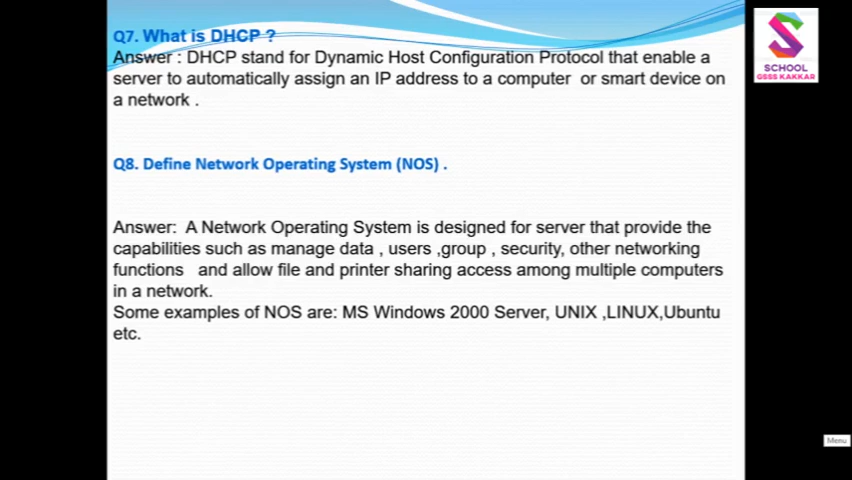 Q7. What is DHCP ?
Answer : DHCP stand for Dynamic Host Configuration Protocol that enable a
server to automatically assign an IP address to a computer or smart device on
a network .
Q8. Define Network Operating System (NOS) .
Answer: A Network Operating System is designed for server that provide the
capabilities such as manage data , users ,group , security, other networking
functions and allow file and printer sharing access among multiple computers
in a network.
Some examples of NOS are: MS Windows 2000 Server, UNIX ,LINUX,Ubuntu
etc.
SCHOOL
GSSS KAKKAR
Menu